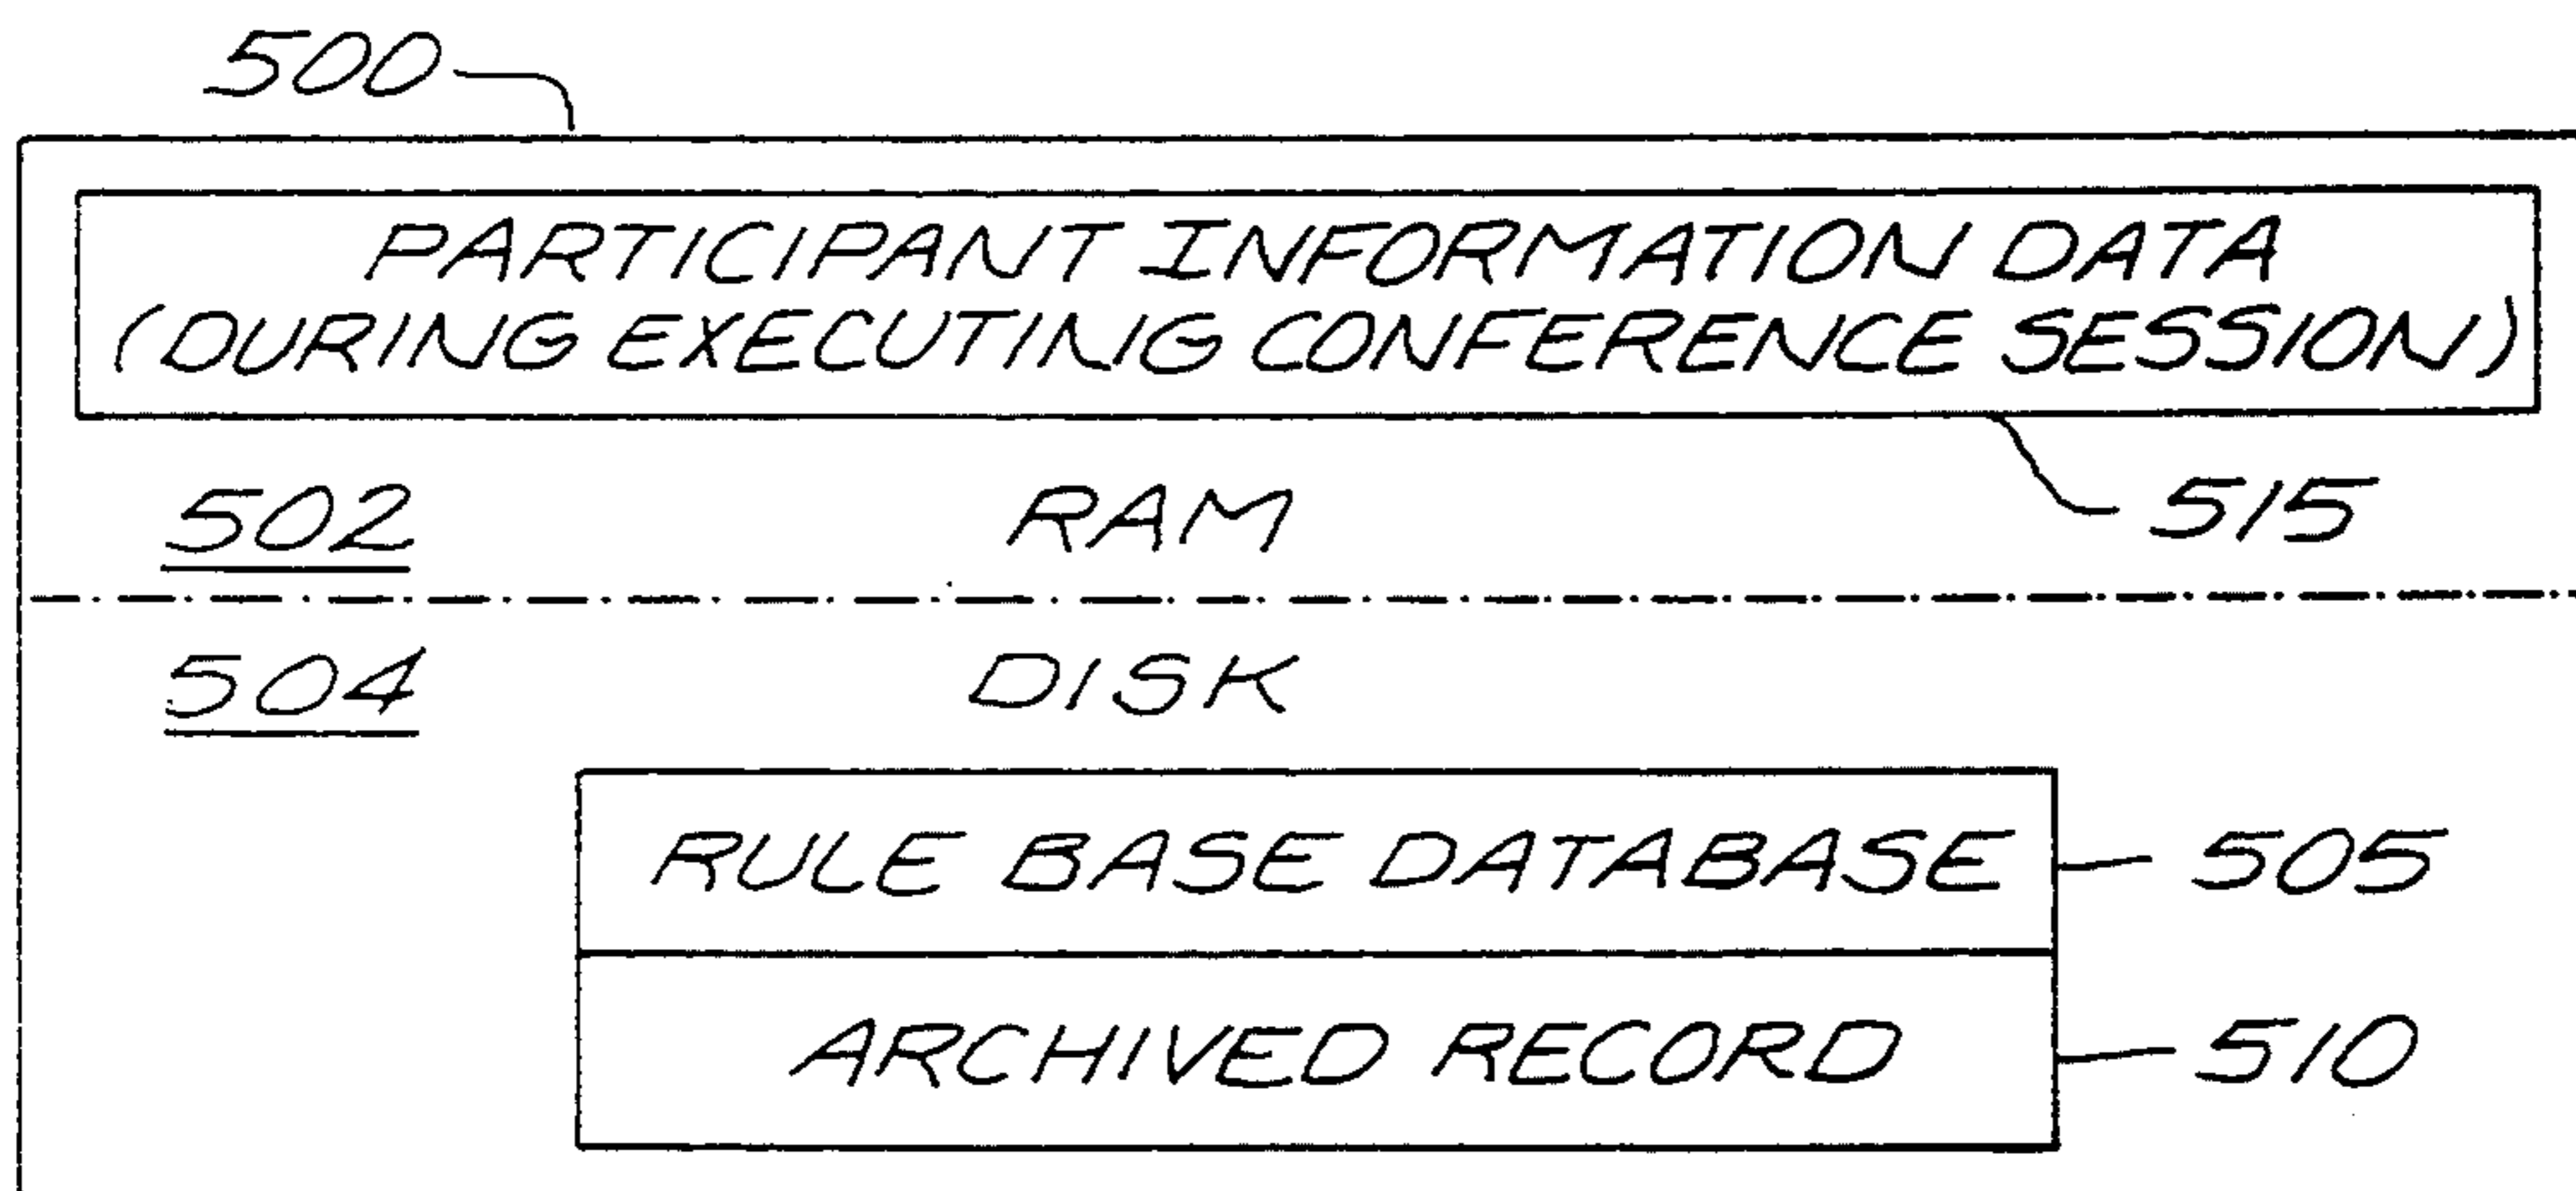 500
PARTICIPANT INFORMATION DATA
(DURING EXECUTING CONFERENCE SESSION)
502 RAM 515
504 DISK
RULE BASE DATABASE 505
ARCHIVED RECORD 510